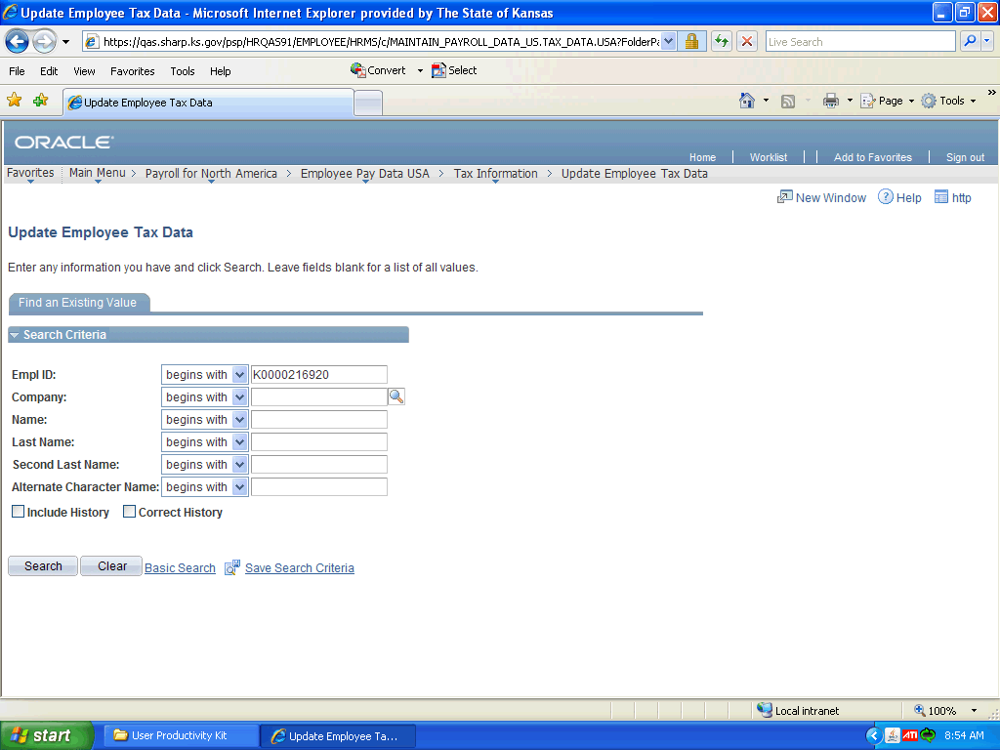 Update Employee Tax Data - Microsoft Internet Explorer provided by The State of Kansas
https://qas.sharp.ks.gov/psp/HRQAS91/EMPLOYEE/HRMS/c/MAINTAIN_PAYROLL_DATA_US.TAX_DATA.USA?FolderPa
Live Search
File Edit View Favorites Tools Help Convert Select
Update Employee Tax Data Page Tools »
ORACLE
Home Worklist Add to Favorites Sign out
Favorites Main Menu > Payroll for North America > Employee Pay Data USA > Tax Information > Update Employee Tax Data
New Window Help http
Update Employee Tax Data
Enter any information you have and click Search. Leave fields blank for a list of all values.
Find an Existing Value
Search Criteria
Empl ID: begins with K0000216920
Company: begins with
Name: begins with
Last Name: begins with
Second Last Name: begins with
Alternate Character Name: begins with
Include History Correct History
Search Clear Basic Search Save Search Criteria
Local intranet 100%
start User Productivity Kit Update Employee Ta... ATI 8:54 AM